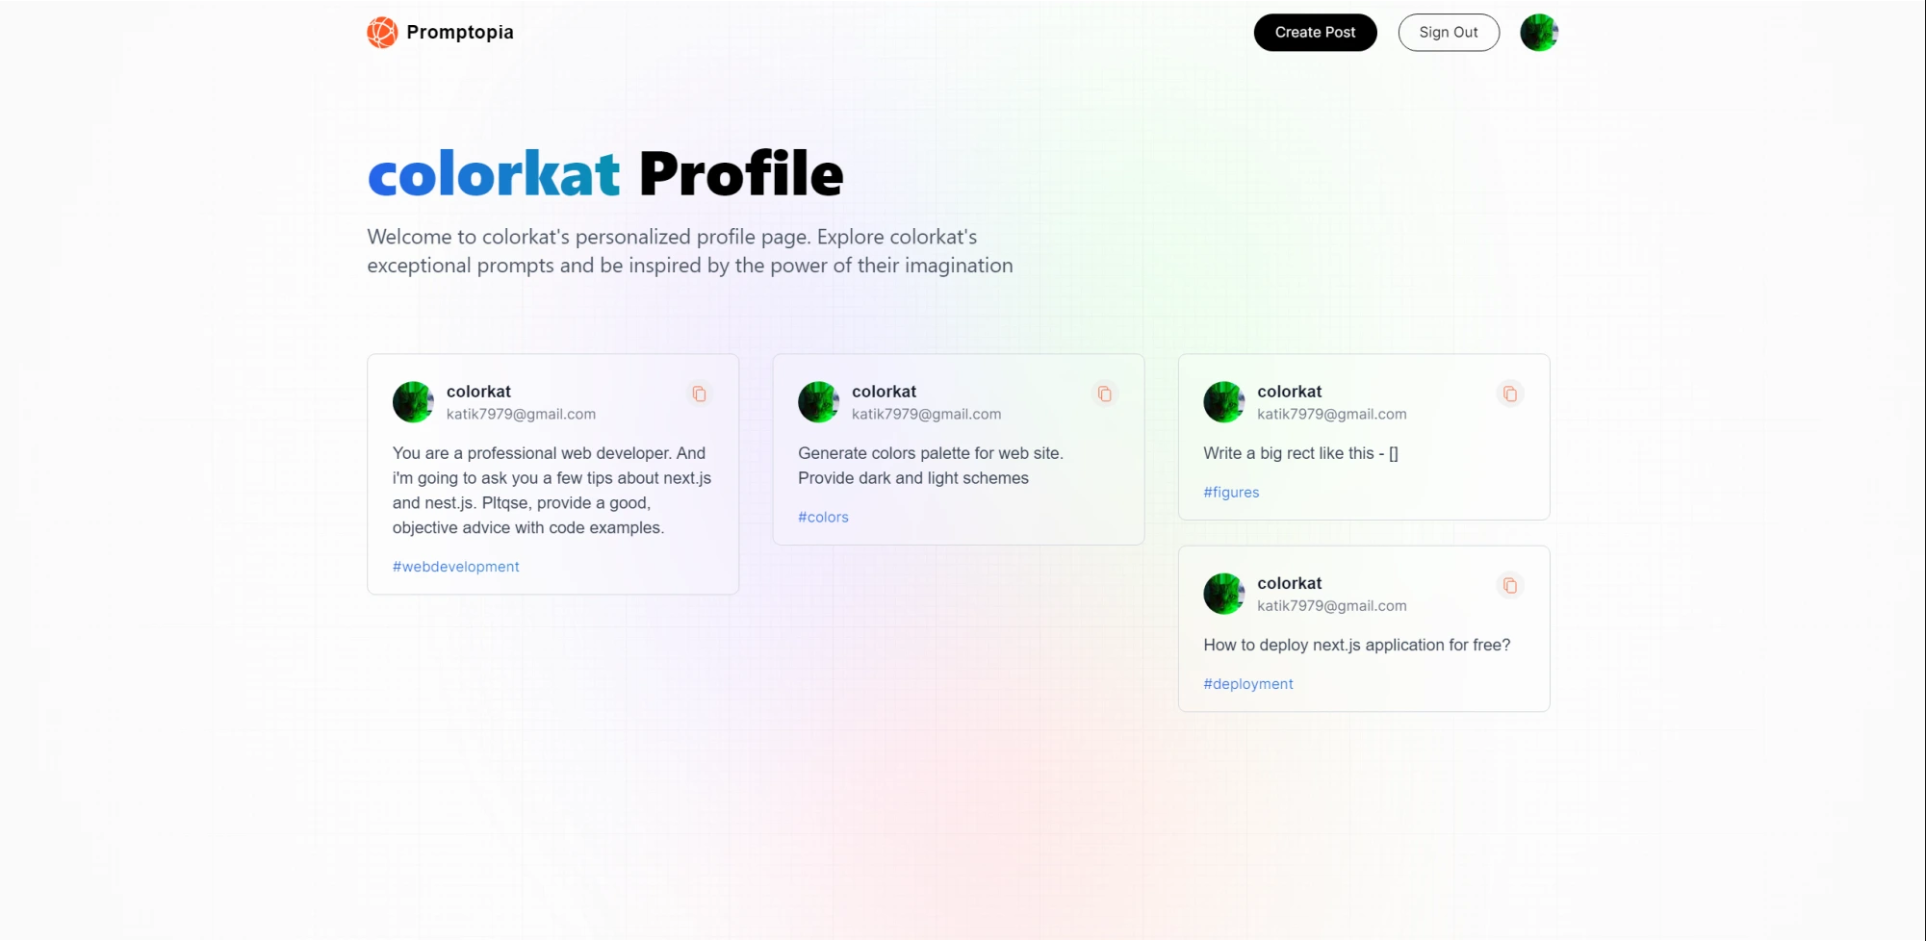 Promptopia
Create Post
Sign Out
colorkat Profile
Welcome to colorkat's personalized profile page. Explore colorkat's
exceptional prompts and be inspired by the power of their imagination
colorkat
katik7979@gmail.com
You are a professional web developer. And
i'm going to ask you a few tips about next.js
and nest.js. Pltqse, provide a good,
objective advice with code examples.
#webdevelopment
colorkat
katik7979@gmail.com
Generate colors palette for web site.
Provide dark and light schemes
#colors
colorkat
katik7979@gmail.com
Write a big rect like this - []
#figures
colorkat
katik7979@gmail.com
How to deploy next.js application for free?
#deployment